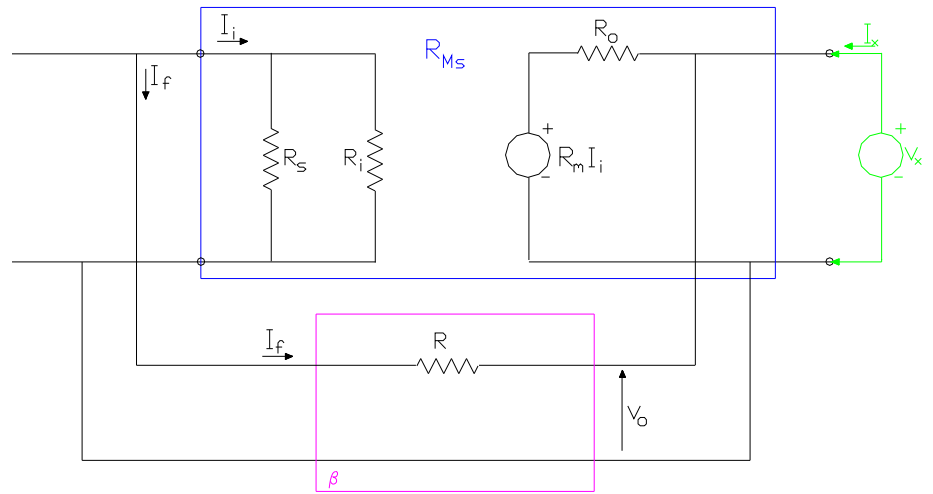 I_i
R_Ms
R_o
I_x
I_f
R_s
R_i
+
R_m I_i
−
+
V_x
−
I_f
R
V_o
β